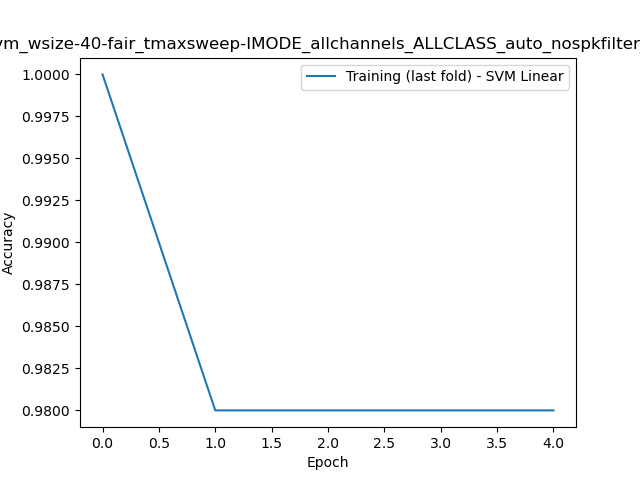 vm_wsize-40-fair_tmaxsweep-IMODE_allchannels_ALLCLASS_auto_nospkfilter_
Training (last fold) - SVM Linear
Accuracy
1.0000
0.9975
0.9950
0.9925
0.9900
0.9875
0.9850
0.9825
0.9800
0.0 0.5 1.0 1.5 2.0 2.5 3.0 3.5 4.0
Epoch